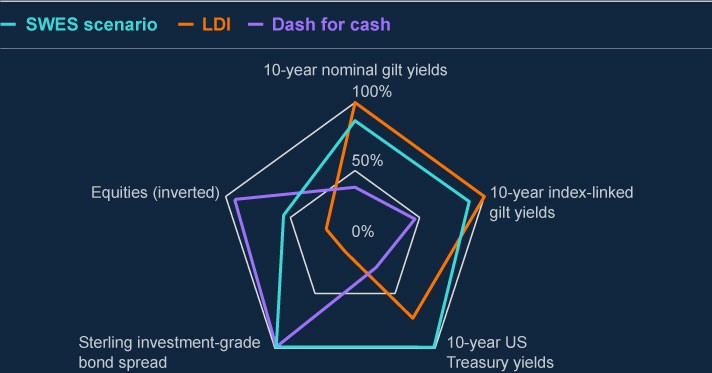 SWES scenario LDI Dash for cash
10-year nominal gilt yields
100%
50%
Equities (inverted)
10-year index-linked
gilt yields
0%
Sterling investment-grade
bond spread
10-year US
Treasury yields